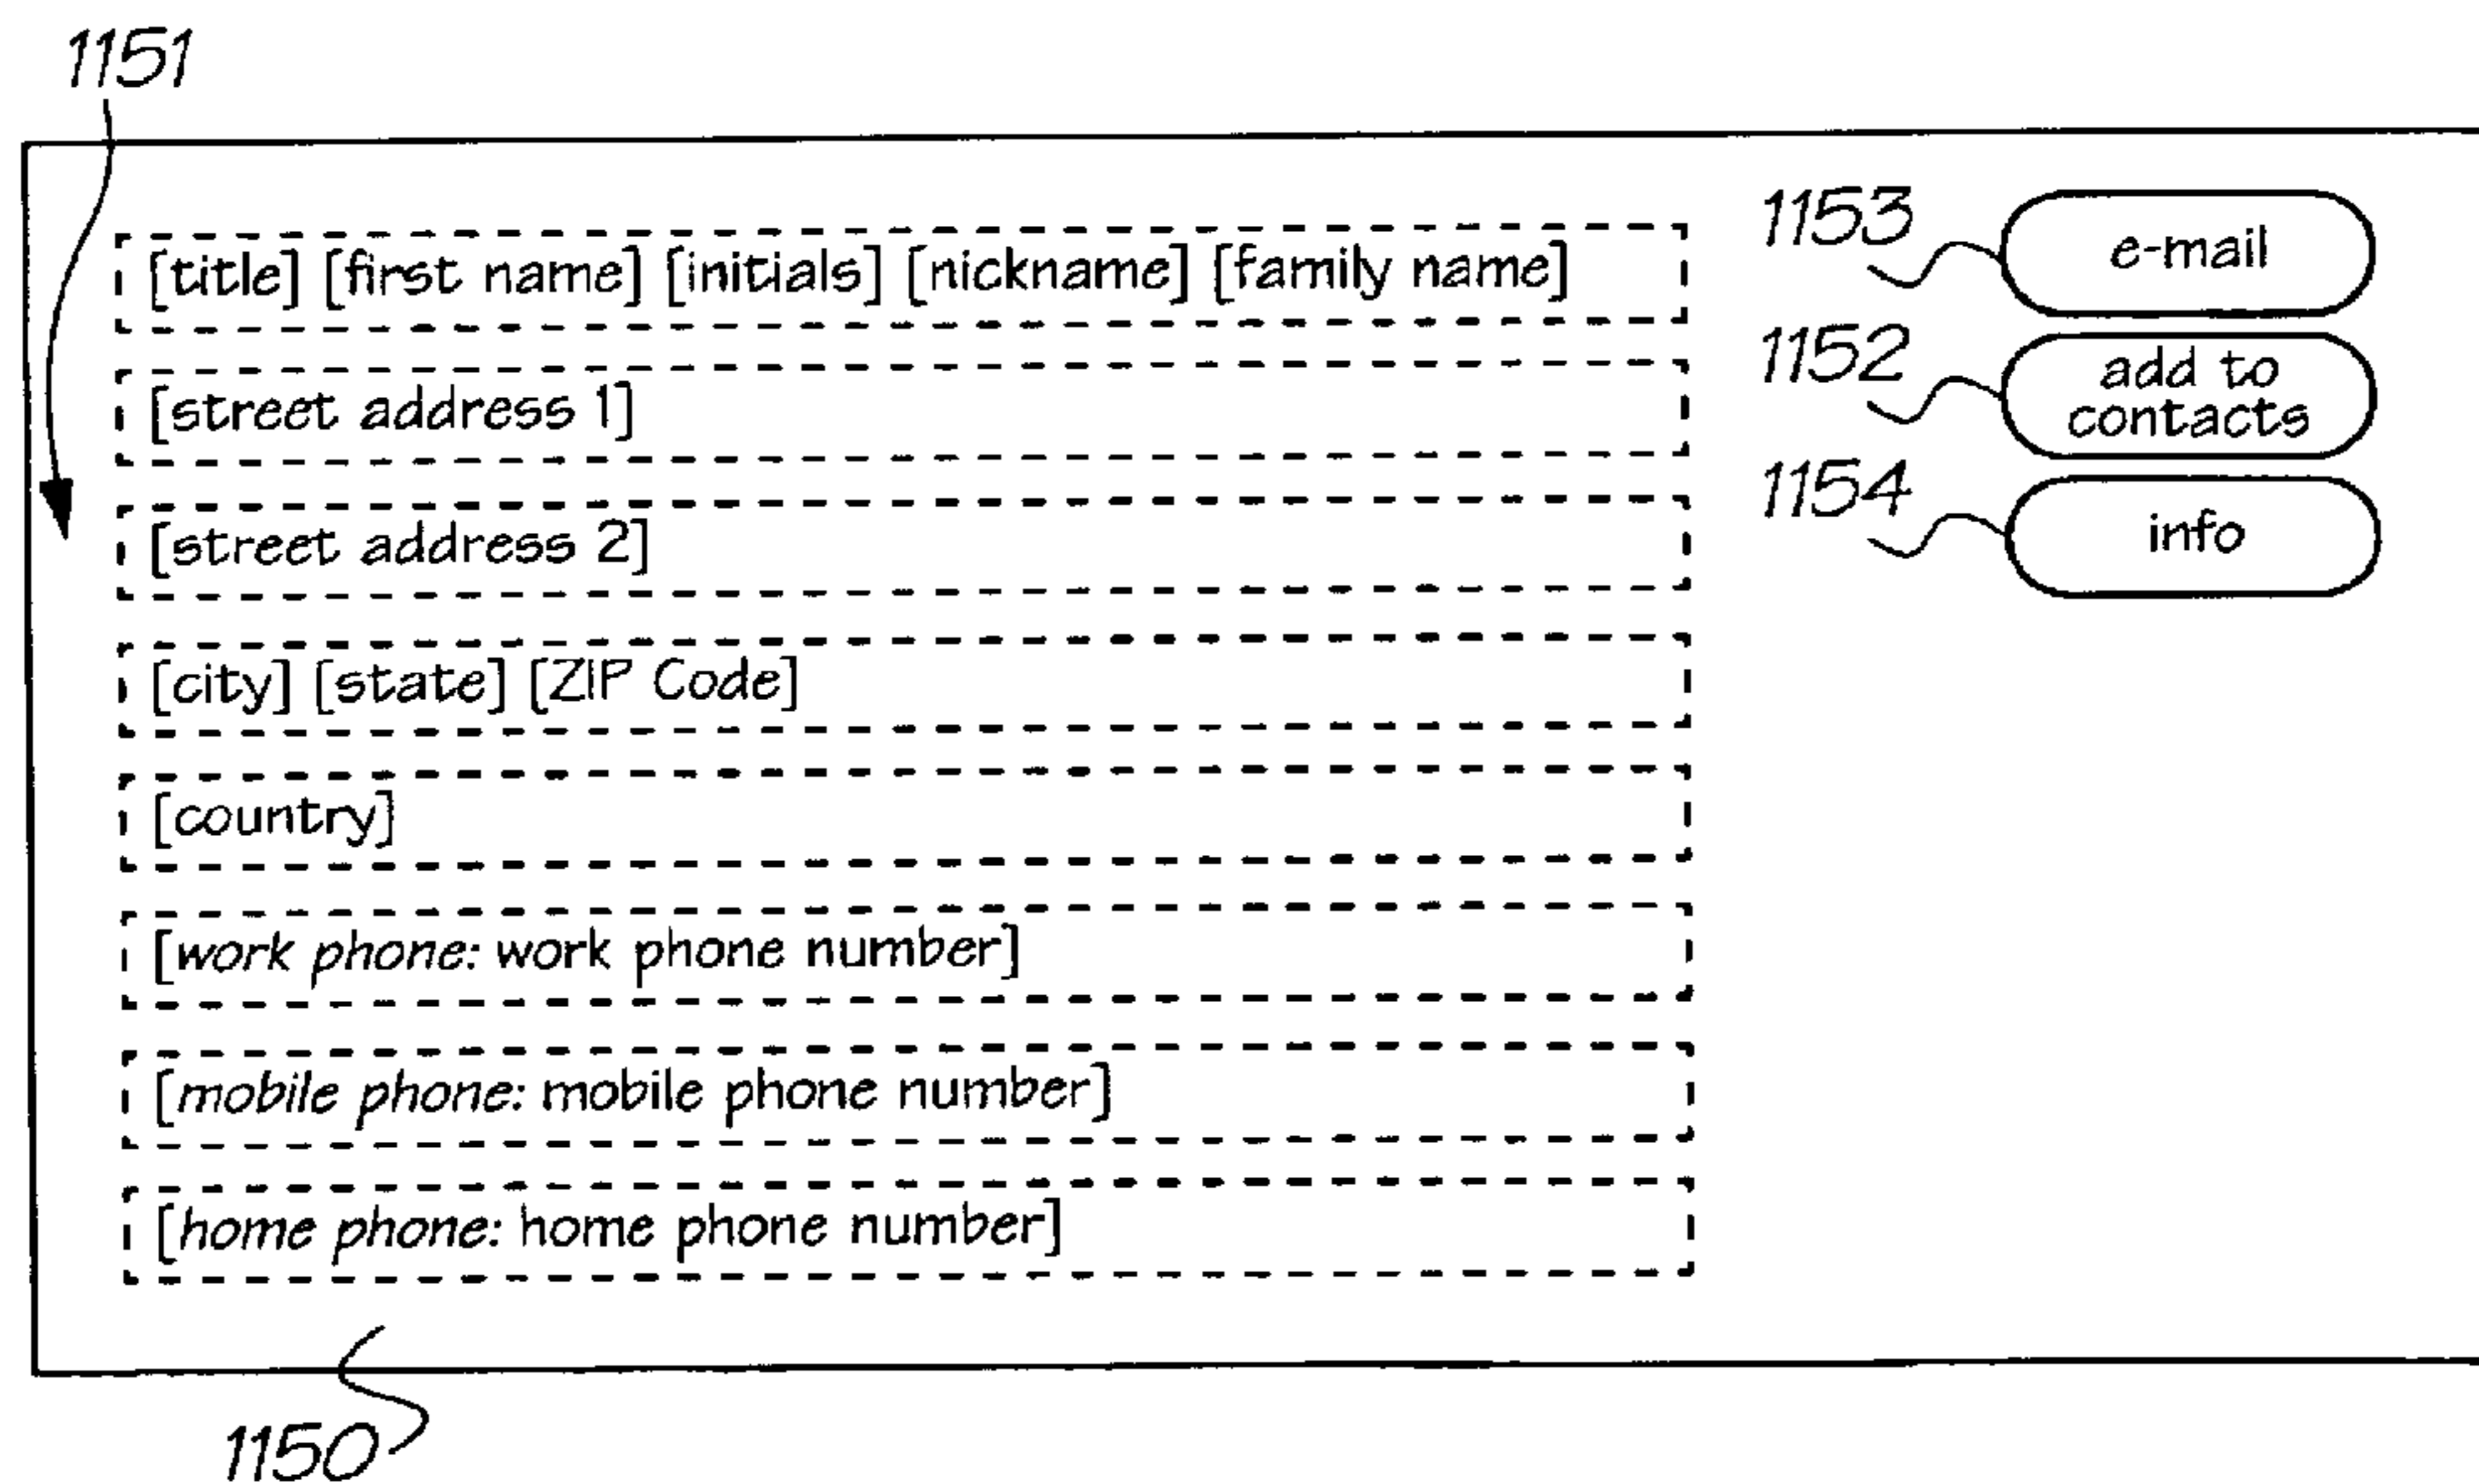 1151
[title] [first name] [initials] [nickname] [family name]
[street address 1]
[street address 2]
[city] [state] [ZIP Code]
[country]
[work phone: work phone number]
[mobile phone: mobile phone number]
[home phone: home phone number]
1153
e-mail
1152
add to
contacts
1154
info
1150